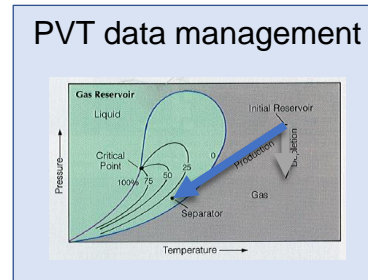 PVT data management
Gas Reservoir
Liquid
Initial Reservoir
Critical
Point
100%
75
50
25
0
Production
Depletion
Gas
Separator
Pressure
Temperature